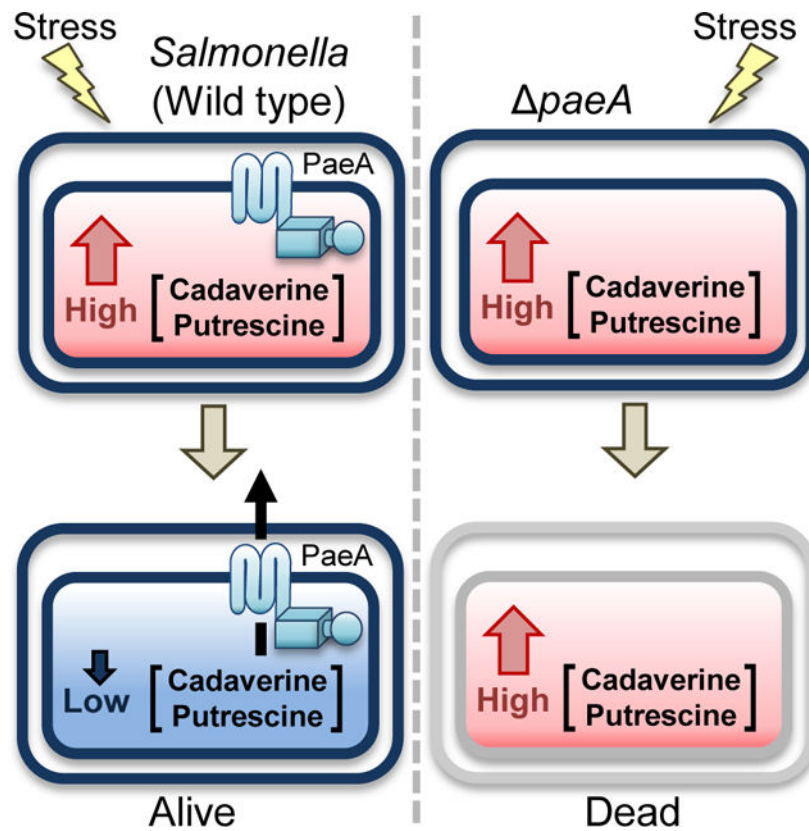 Stress
Salmonella
(Wild type)
PaeA
High
[Cadaverine
Putrescine]
PaeA
Low
[Cadaverine
Putrescine]
Alive
Stress
ΔpaeA
High
[Cadaverine
Putrescine]
High
[Cadaverine
Putrescine]
Dead